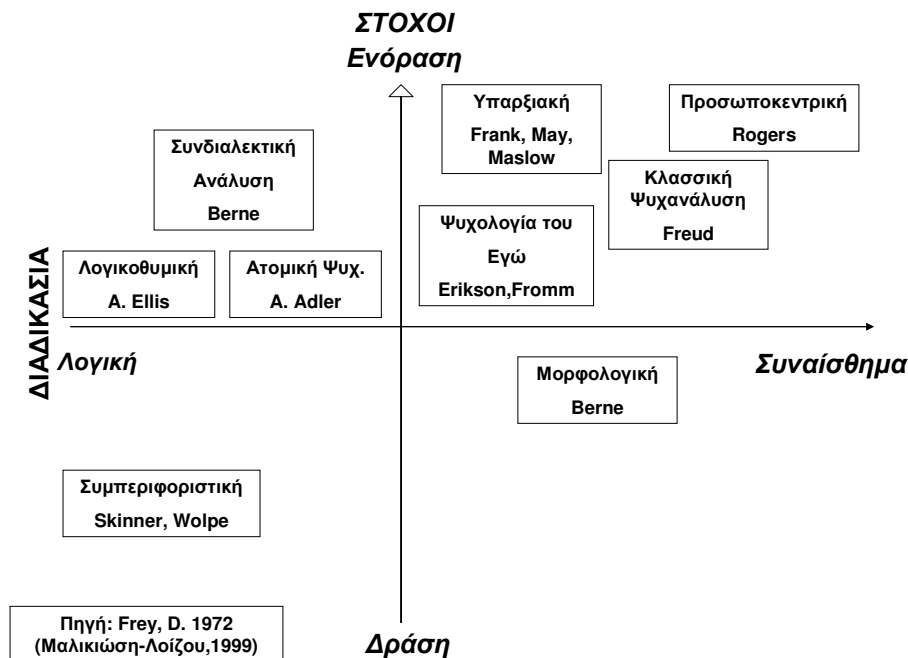 ΣΤΟΧΟΙ
Ενόραση
Υπαρξιακή
Frank, May,
Maslow
Προσωποκεντρική
Rogers
Συνδιαλεκτική
Ανάλυση
Berne
Κλασσική
Ψυχανάλυση
Freud
Ψυχολογία του
Εγώ
Erikson,Fromm
Λογικοθυμική
A. Ellis
Ατομική Ψυχ.
A. Adler
ΔΙΑΔΙΚΑΣΙΑ
Λογική
Συναίσθημα
Μορφολογική
Berne
Συμπεριφοριστική
Skinner, Wolpe
Πηγή: Frey, D. 1972
(Μαλικιώση-Λοίζου,1999)
Δράση